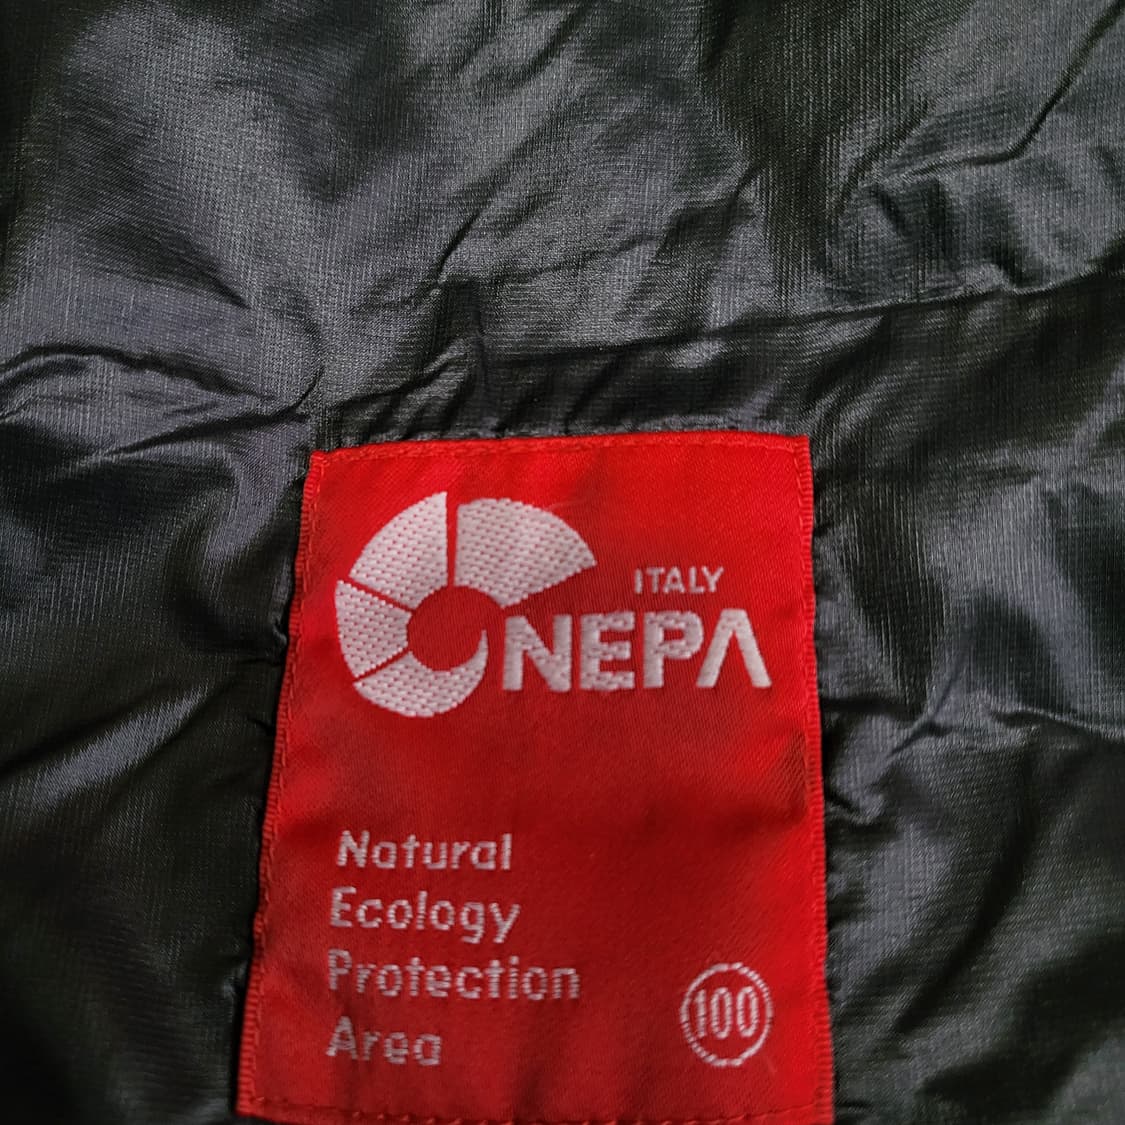 ITALY
NEPA
Natural
Ecology
Protection
Area
100